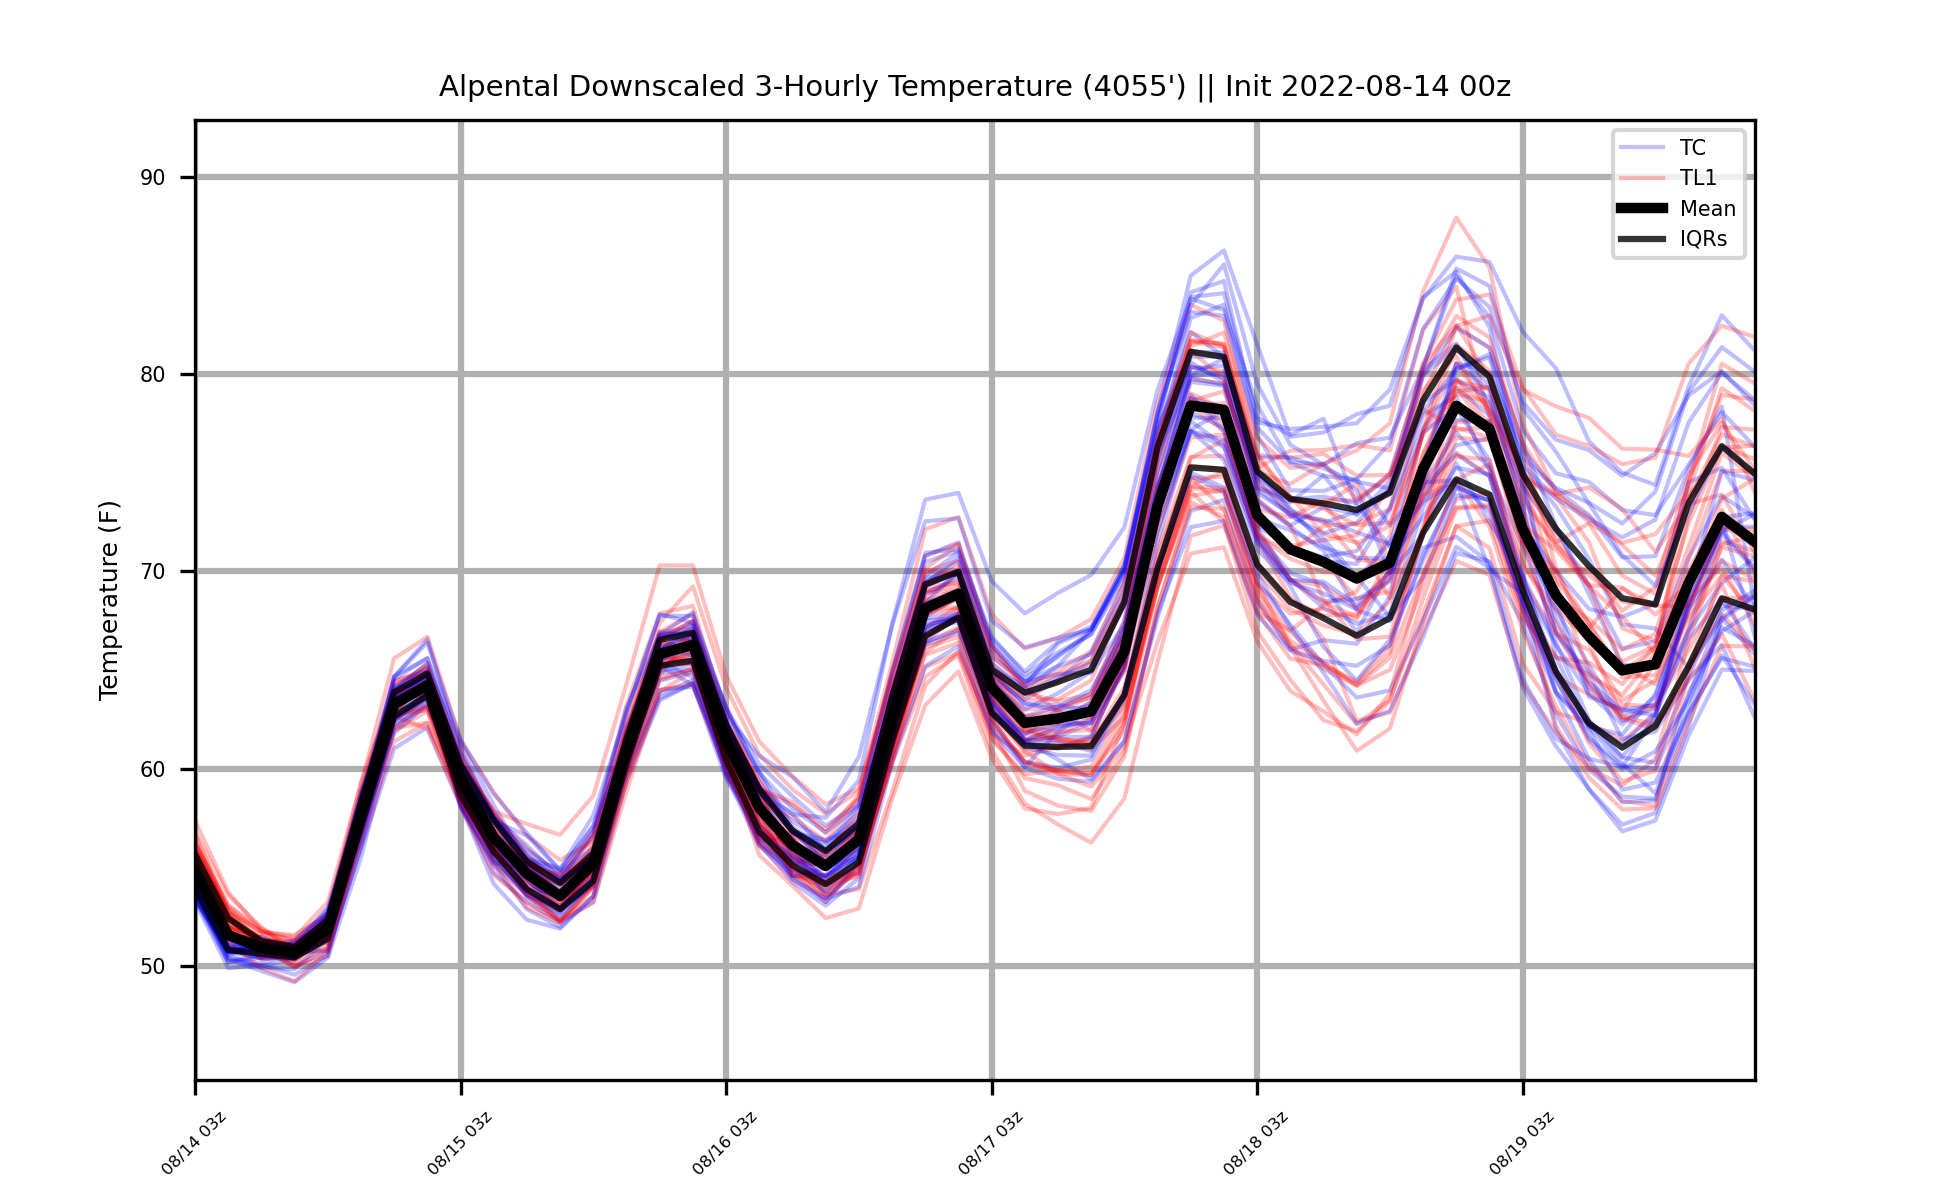 Alpental Downscaled 3-Hourly Temperature (4055') || Init 2022-08-14 00z
TC
TL1
Mean
IQRs
Temperature (F)
90
80
70
60
50
08/14 03z
08/15 03z
08/16 03z
08/17 03z
08/18 03z
08/19 03z